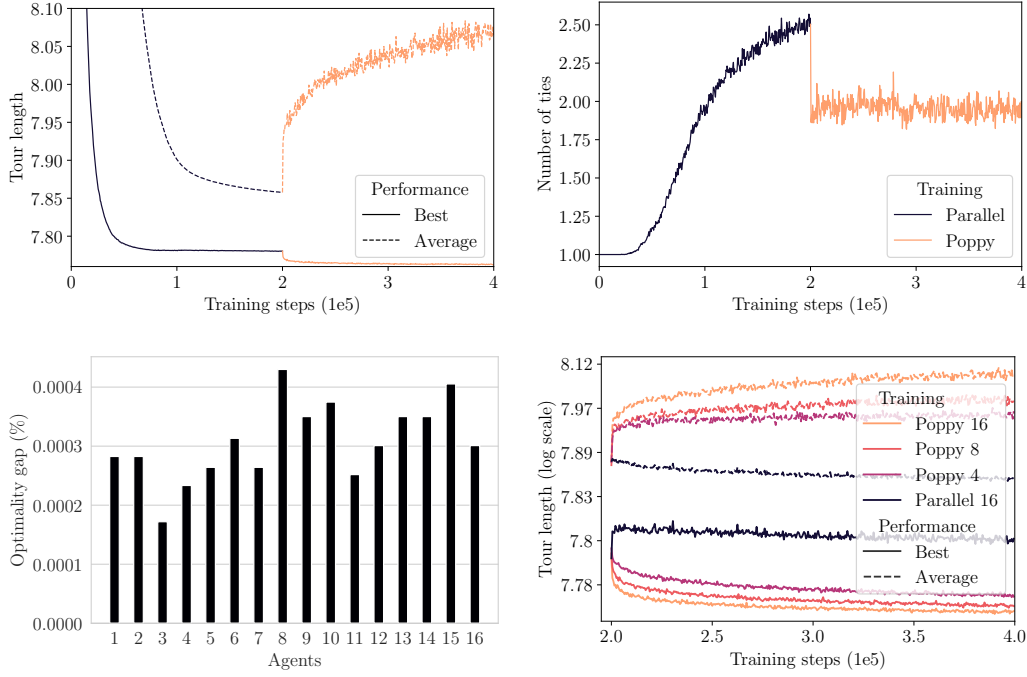 8.10
8.05
8.00
7.95
7.90
7.85
7.80
Tour length
0
1
2
3
4
Training steps (1e5)
Performance
Best
Average
2.50
2.25
2.00
1.75
1.50
1.25
1.00
Number of ties
0
1
2
3
4
Training steps (1e5)
Training
Parallel
Poppy
0.0004
0.0003
0.0002
0.0001
0.0000
Optimality gap (%)
1 2 3 4 5 6 7 8 9 10 11 12 13 14 15 16
Agents
8.12
7.97
7.89
7.83
7.8
7.78
Tour length (log scale)
2.0
2.5
3.0
3.5
4.0
Training steps (1e5)
Training
Poppy 16
Poppy 8
Poppy 4
Parallel 16
Performance
Best
Average